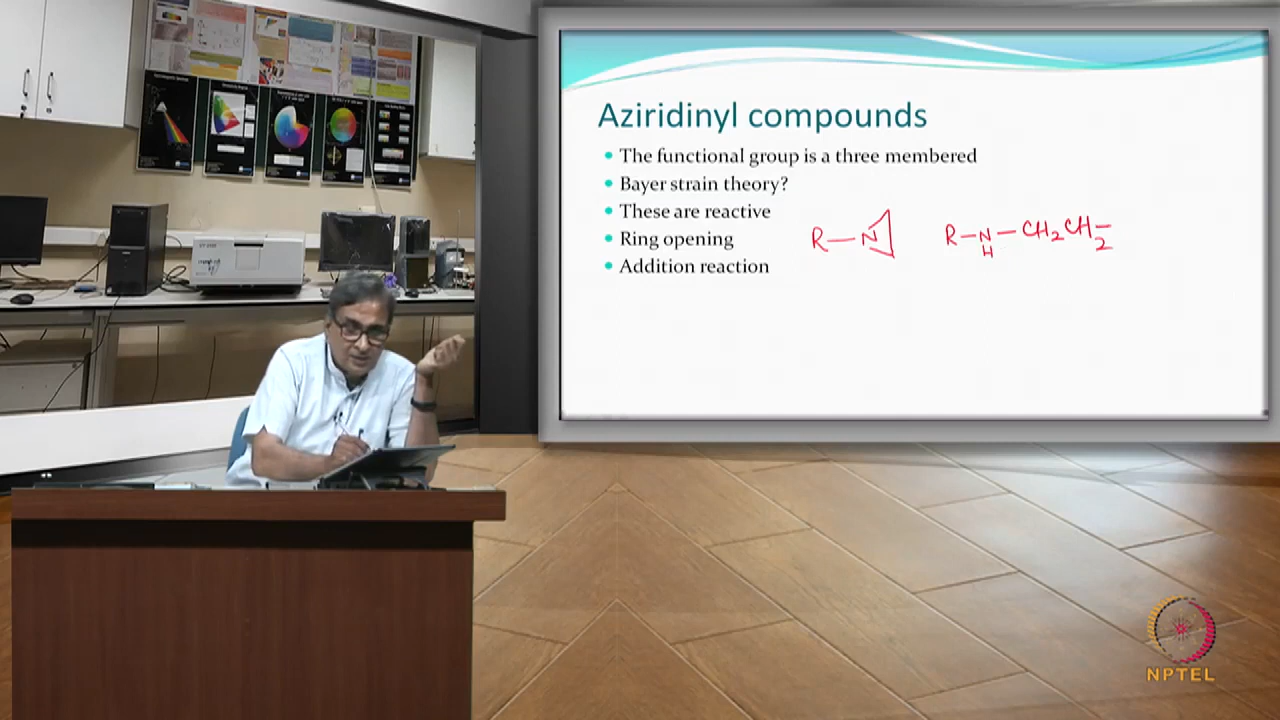 Aziridinyl compounds
The functional group is a three membered
Bayer strain theory?
These are reactive
Ring opening
Addition reaction
R—N
R—N—CH₂CH₂—
H
NPTEL